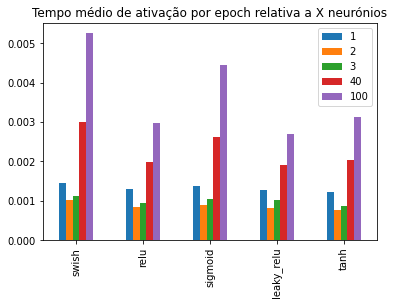 Tempo médio de ativação por epoch relativa a X neurónios
0.005
0.004
0.003
0.002
0.001
0.000
1
2
3
40
100
swish
relu
sigmoid
leaky_relu
tanh